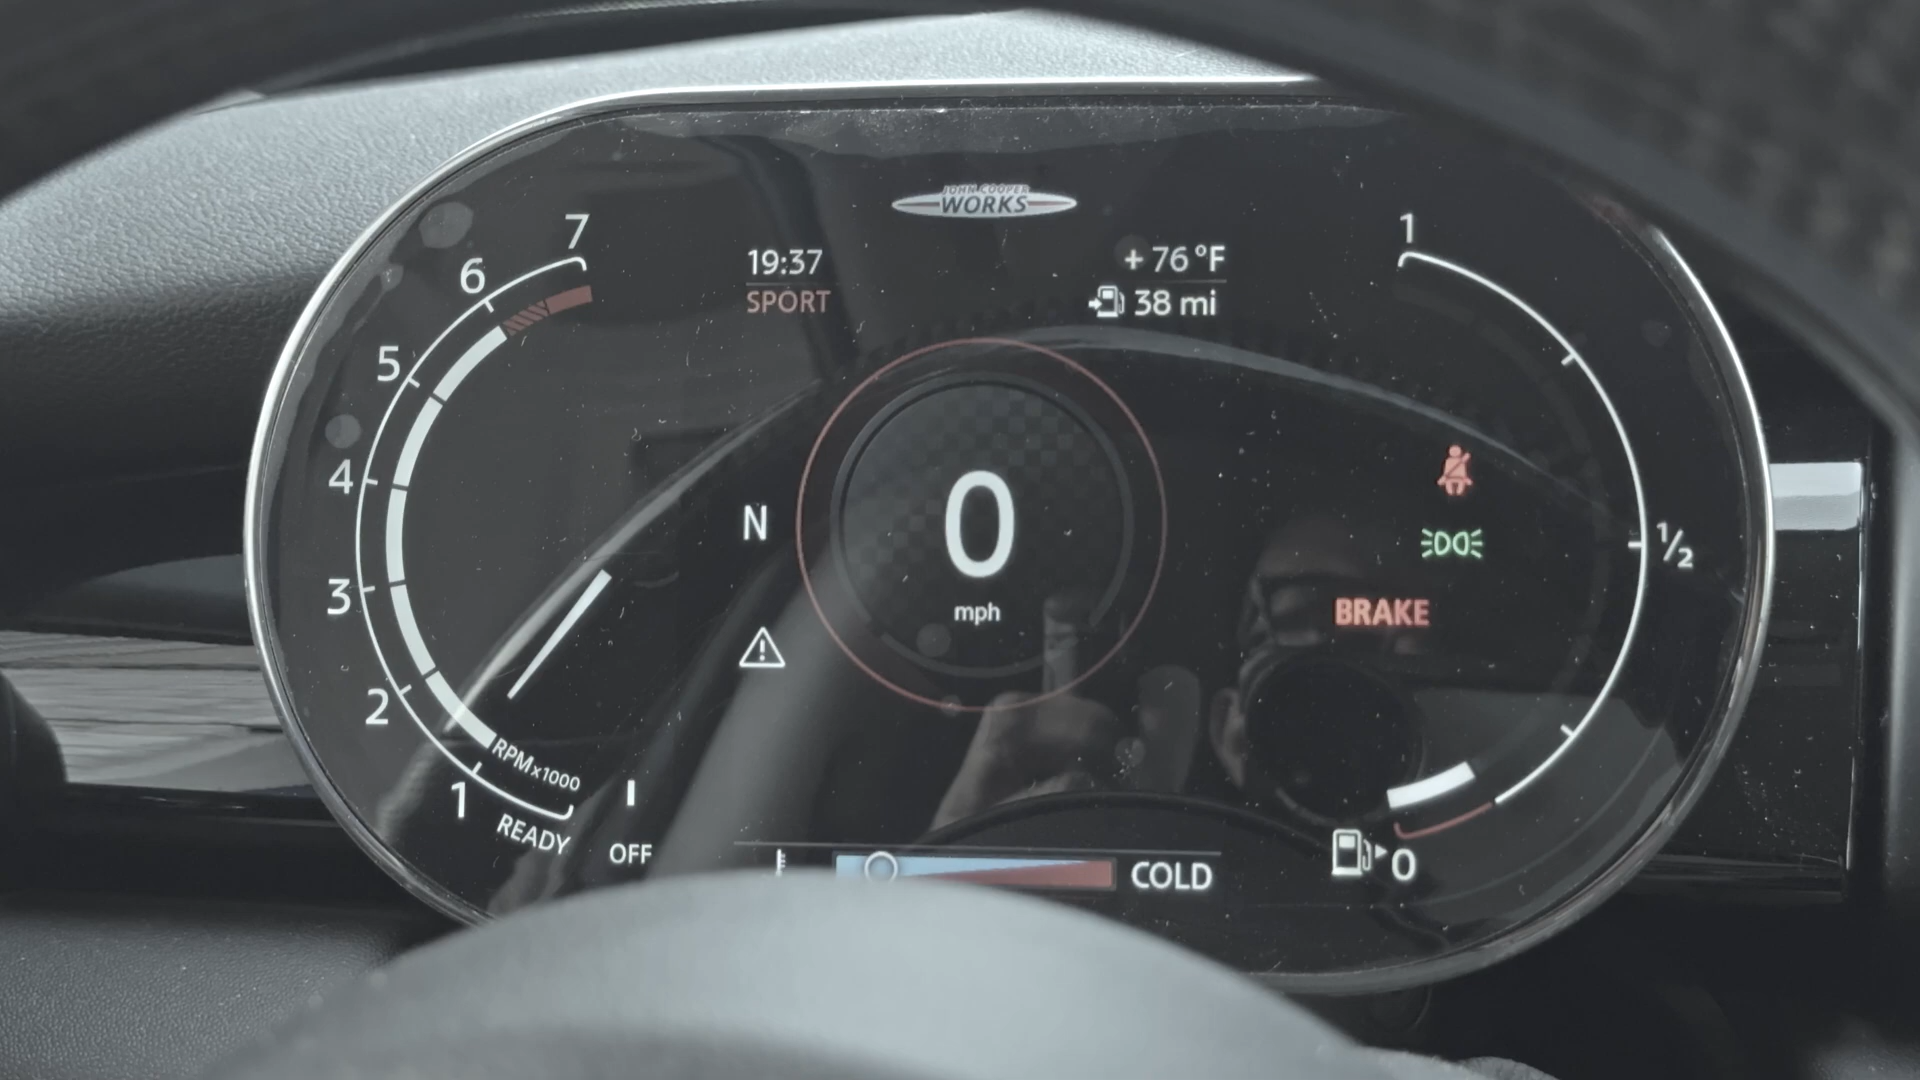 JOHN COOPER
WORKS
19:37
SPORT
+ 76 °F
38 mi
7
6
5
4
3
2
1
RPM x1000
READY
OFF
N
0
mph
BRAKE
1
1/2
0
COLD